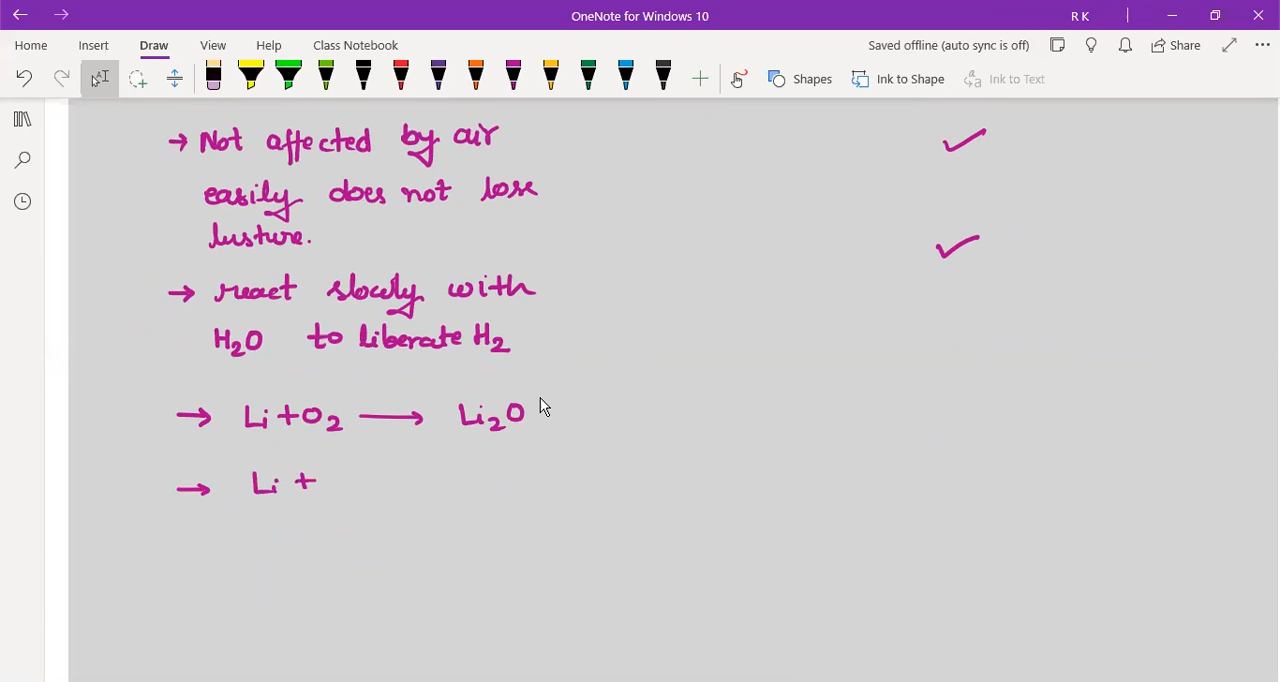 OneNote for Windows 10
R K
Home Insert Draw View Help Class Notebook
Saved offline (auto sync is off) Share
Shapes Ink to Shape Ink to Text
→ Not affected by air
easily does not lose
lusture.
→ react slowly with
H₂O to liberate H₂
→ Li + O₂ ⟶ Li₂O
→ Li +